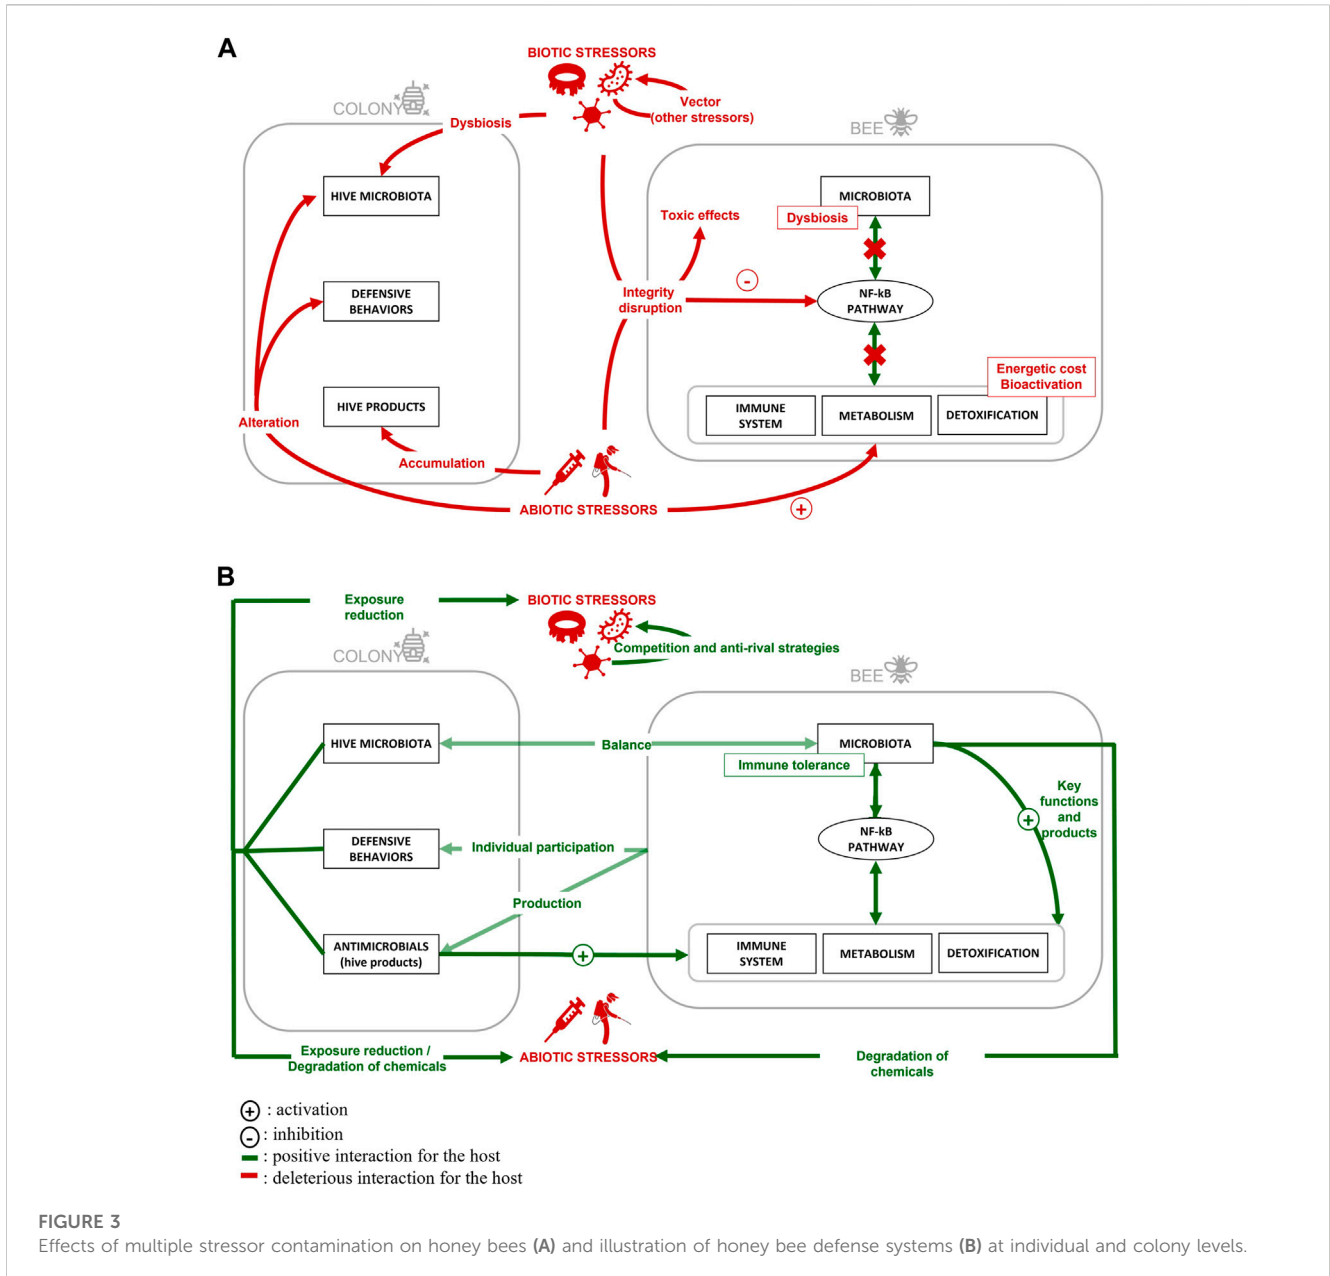 A
BIOTIC STRESSORS
COLONY
Vector
(other stressors)
Dysbiosis
BEE
HIVE MICROBIOTA
MICROBIOTA
Toxic effects
Dysbiosis
DEFENSIVE
BEHAVIORS
Integrity
disruption
-
NF-kB
PATHWAY
Energetic cost
Bioactivation
HIVE PRODUCTS
IMMUNE
SYSTEM
METABOLISM
DETOXIFICATION
Alteration
Accumulation
ABIOTIC STRESSORS
+
B
Exposure
reduction
BIOTIC STRESSORS
COLONY
Competition and anti-rival strategies
BEE
HIVE MICROBIOTA
Balance
MICROBIOTA
Immune tolerance
Key
functions
and
products
+
DEFENSIVE
BEHAVIORS
Individual participation
NF-kB
PATHWAY
Production
ANTIMICROBIALS
(hive products)
+
IMMUNE
SYSTEM
METABOLISM
DETOXIFICATION
Exposure reduction /
Degradation of chemicals
ABIOTIC STRESSORS
Degradation of
chemicals
+ : activation
- : inhibition
: positive interaction for the host
: deleterious interaction for the host
FIGURE 3
Effects of multiple stressor contamination on honey bees (A) and illustration of honey bee defense systems (B) at individual and colony levels.